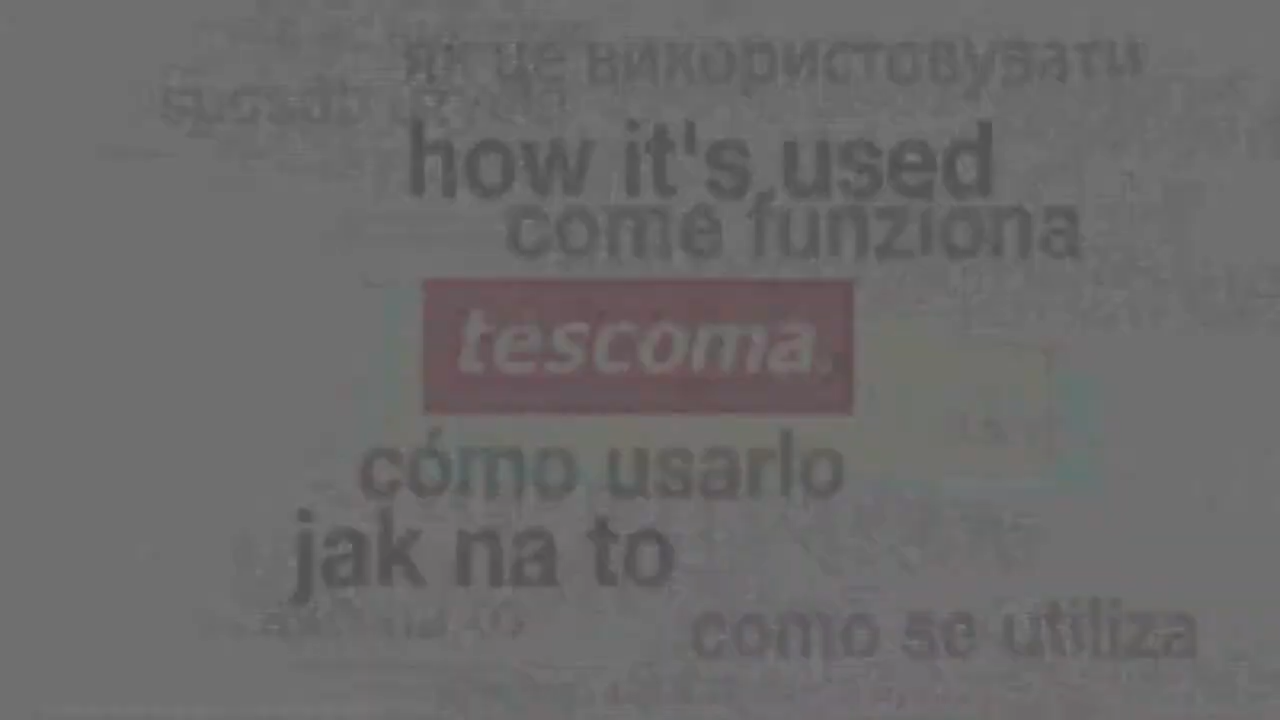 як це використовувати
how it's used
come funziona
tescoma.
cómo usarlo
jak na to
como se utiliza